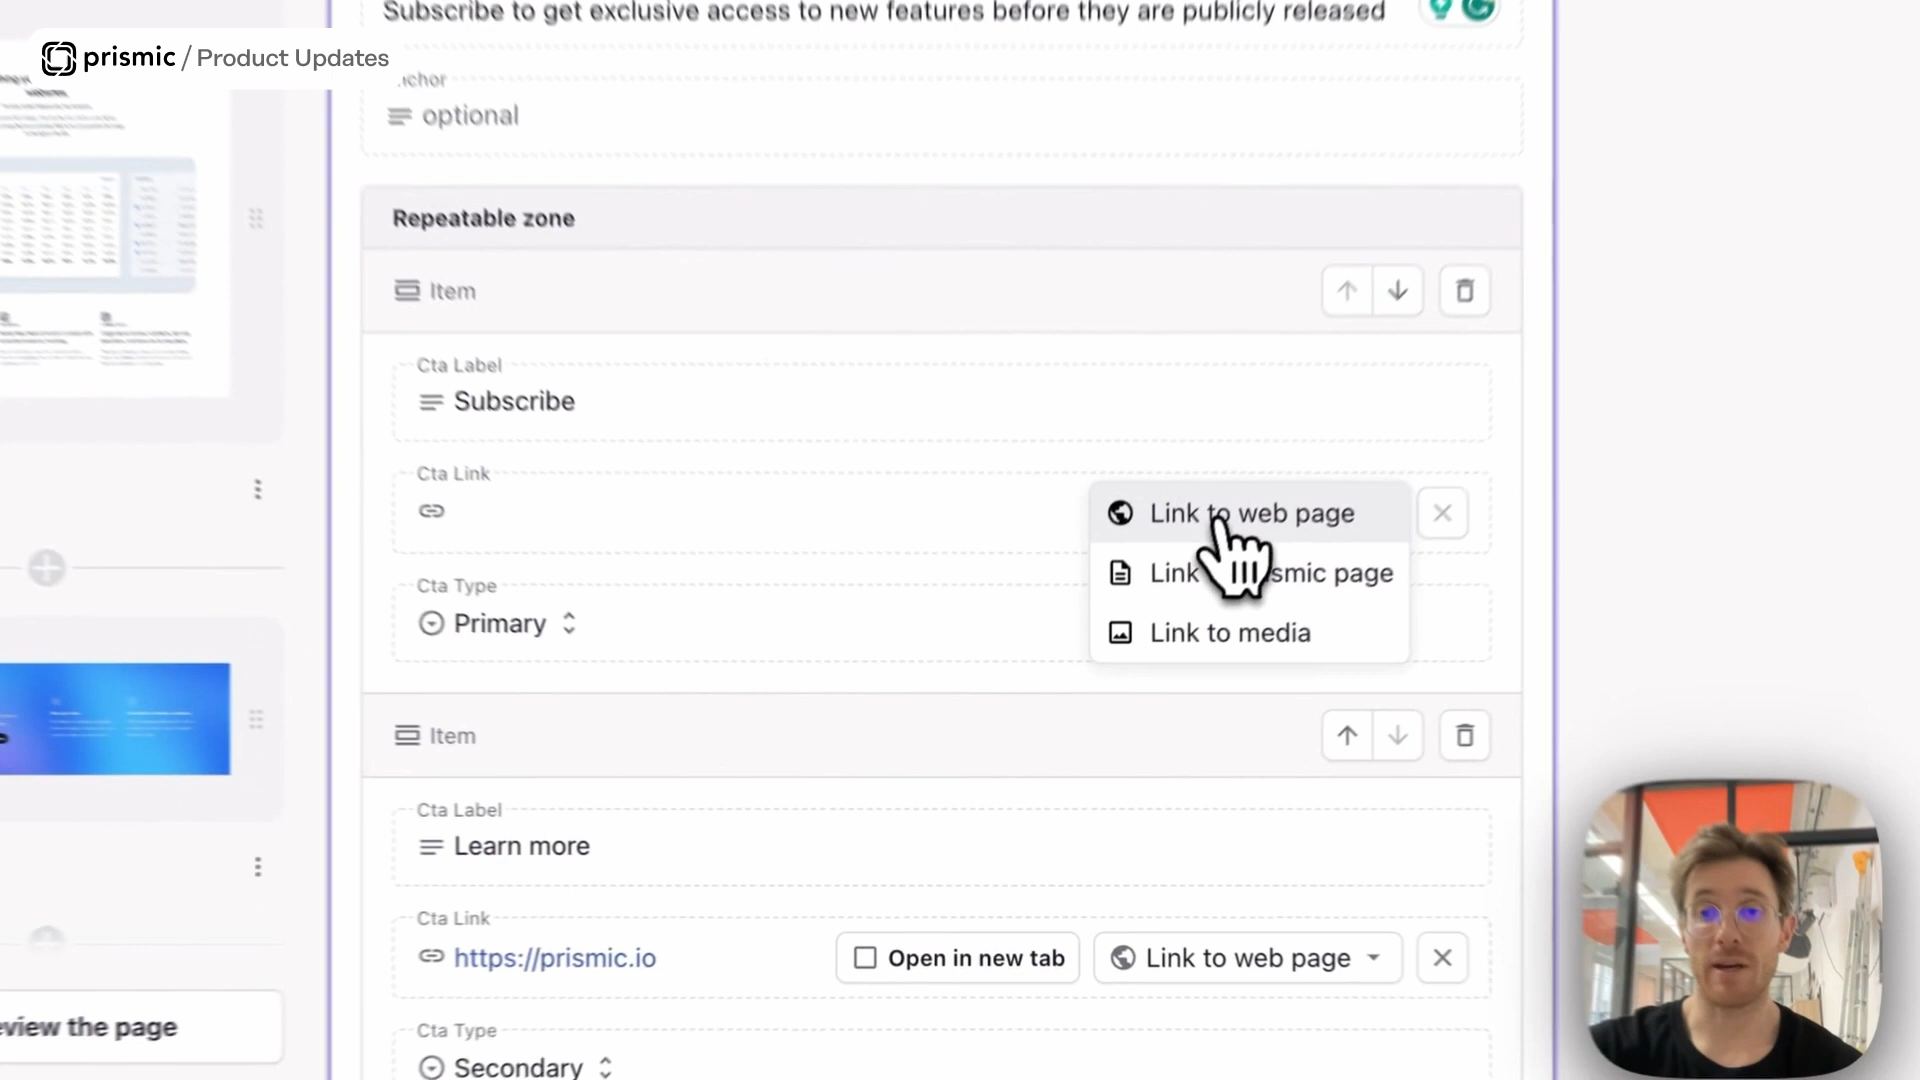 Subscribe to get exclusive access to new features before they are publicly released
prismic / Product Updates
optional
Repeatable zone
Item
Cta Label
Subscribe
Cta Link
Link to web page
Link smic page
Link to media
Cta Type
Primary
Item
Cta Label
Learn more
Cta Link
https://prismic.io
Open in new tab
Link to web page
Cta Type
Secondary
view the page